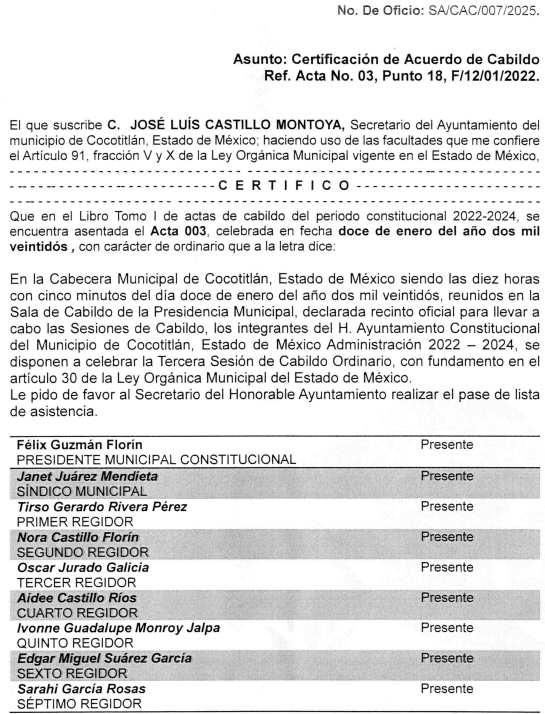 No. De Oficio: SA/CAC/007/2025.
Asunto: Certificación de Acuerdo de Cabildo
Ref. Acta No. 03, Punto 18, F/12/01/2022.
El que suscribe C. JOSÉ LUÍS CASTILLO MONTOYA, Secretario del Ayuntamiento del
municipio de Cocotitlán, Estado de México; haciendo uso de las facultades que me confiere
el Artículo 91, fracción V y X de la Ley Orgánica Municipal vigente en el Estado de México,
- - - - - - - - - - - - - - - - - - - - - - - - - - - - - - - - - - - - - - - - - - - - - - - - - - - - - - - - - - - -
- - - - - - - - - - - - - - - - - - - - - - - - C E R T I F I C O - - - - - - - - - - - - - - - - - - - - - - - -
- - - - - - - - - - - - - - - - - - - - - - - - - - - - - - - - - - - - - - - - - - - - - - - - - - - - - - - - - - - -
Que en el Libro Tomo I de actas de cabildo del periodo constitucional 2022-2024, se
encuentra asentada el Acta 003, celebrada en fecha doce de enero del año dos mil
veintidós , con carácter de ordinario que a la letra dice:
En la Cabecera Municipal de Cocotitlán, Estado de México siendo las diez horas
con cinco minutos del día doce de enero del año dos mil veintidós, reunidos en la
Sala de Cabildo de la Presidencia Municipal, declarada recinto oficial para llevar a
cabo las Sesiones de Cabildo, los integrantes del H. Ayuntamiento Constitucional
del Municipio de Cocotitlán, Estado de México Administración 2022 – 2024, se
disponen a celebrar la Tercera Sesión de Cabildo Ordinario, con fundamento en el
artículo 30 de la Ley Orgánica Municipal del Estado de México.
Le pido de favor al Secretario del Honorable Ayuntamiento realizar el pase de lista
de asistencia.
Félix Guzmán Florín Presente
PRESIDENTE MUNICIPAL CONSTITUCIONAL
Janet Juárez Mendieta Presente
SÍNDICO MUNICIPAL
Tirso Gerardo Rivera Pérez Presente
PRIMER REGIDOR
Nora Castillo Florín Presente
SEGUNDO REGIDOR
Oscar Jurado Galicia Presente
TERCER REGIDOR
Aidee Castillo Ríos Presente
CUARTO REGIDOR
Ivonne Guadalupe Monroy Jalpa Presente
QUINTO REGIDOR
Edgar Miguel Suárez García Presente
SEXTO REGIDOR
Sarahi García Rosas Presente
SÉPTIMO REGIDOR